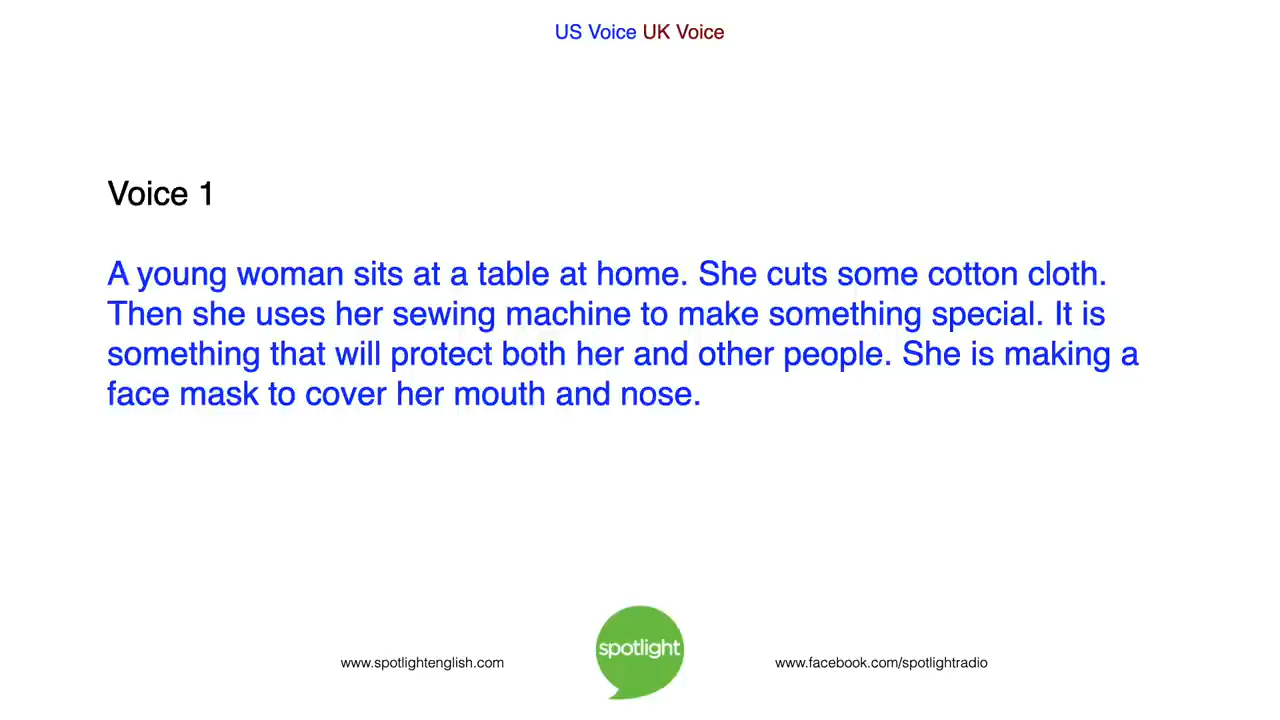 US Voice UK Voice
Voice 1
A young woman sits at a table at home. She cuts some cotton cloth.
Then she uses her sewing machine to make something special. It is
something that will protect both her and other people. She is making a
face mask to cover her mouth and nose.
spotlight
www.spotlightenglish.com
www.facebook.com/spotlightradio